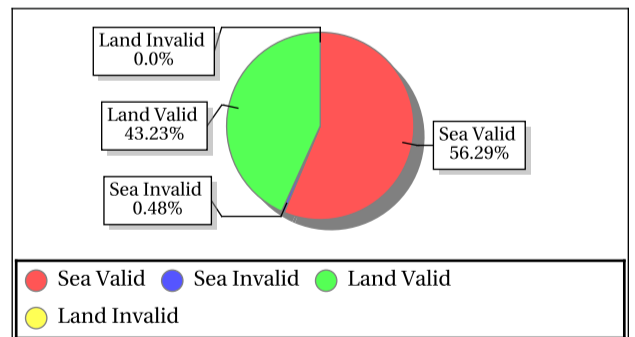 Land Invalid
0.0%
Land Valid
43.23%
Sea Valid
56.29%
Sea Invalid
0.48%
Sea Valid
Sea Invalid
Land Valid
Land Invalid